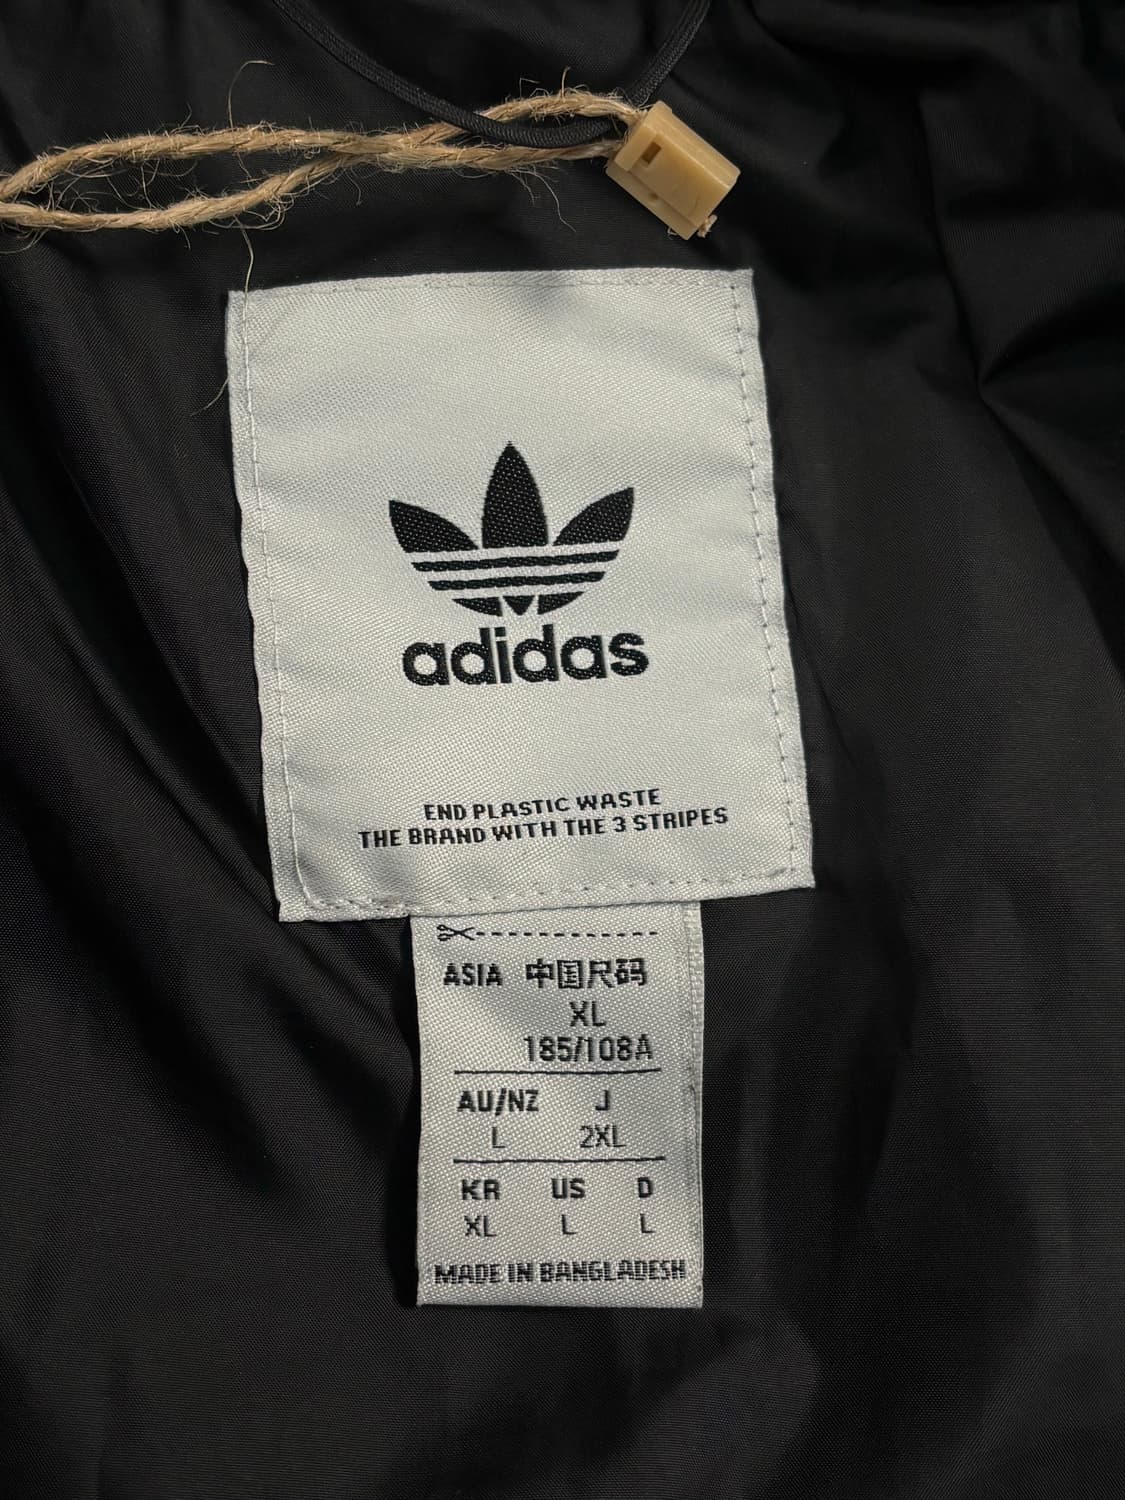 adidas
END PLASTIC WASTE
THE BRAND WITH THE 3 STRIPES
ASIA 中国尺码
XL
185/108A
AU/NZ J
L 2XL
KR US D
XL L L
MADE IN BANGLADESH